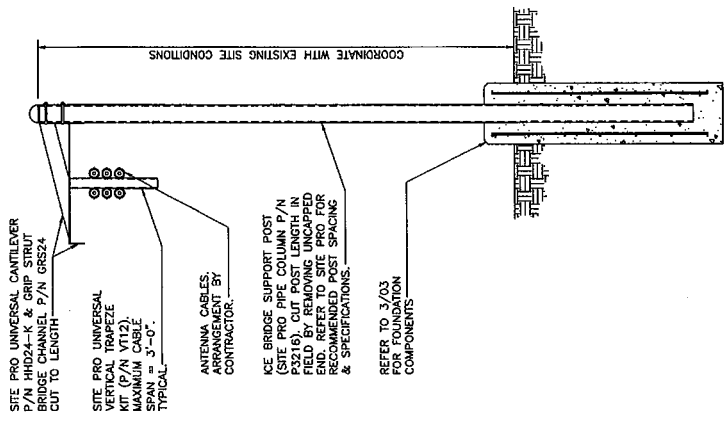 SITE PRO UNIVERSAL CANTILEVER
P/N HHD24-K & GRIP STRUT
BRIDGE CHANNEL P/N GRS24
CUT TO LENGTH
SITE PRO UNIVERSAL
VERTICAL TRAPEZE
KIT (P/N VT12).
MAXIMUM CABLE
SPAN = 3'-0".
TYPICAL.
ANTENNA CABLES.
ARRANGEMENT BY
CONTRACTOR.
ICE BRIDGE SUPPORT POST
(SITE PRO PIPE COLUMN P/N
P3216). CUT POST LENGTH IN
FIELD BY REMOVING UNCAPPED
END. REFER TO SITE PRO FOR
RECOMMENDED POST SPACING
& SPECIFICATIONS.
REFER TO 3/03
FOR FOUNDATION
COMPONENTS
COORDINATE WITH EXISTING SITE CONDITIONS